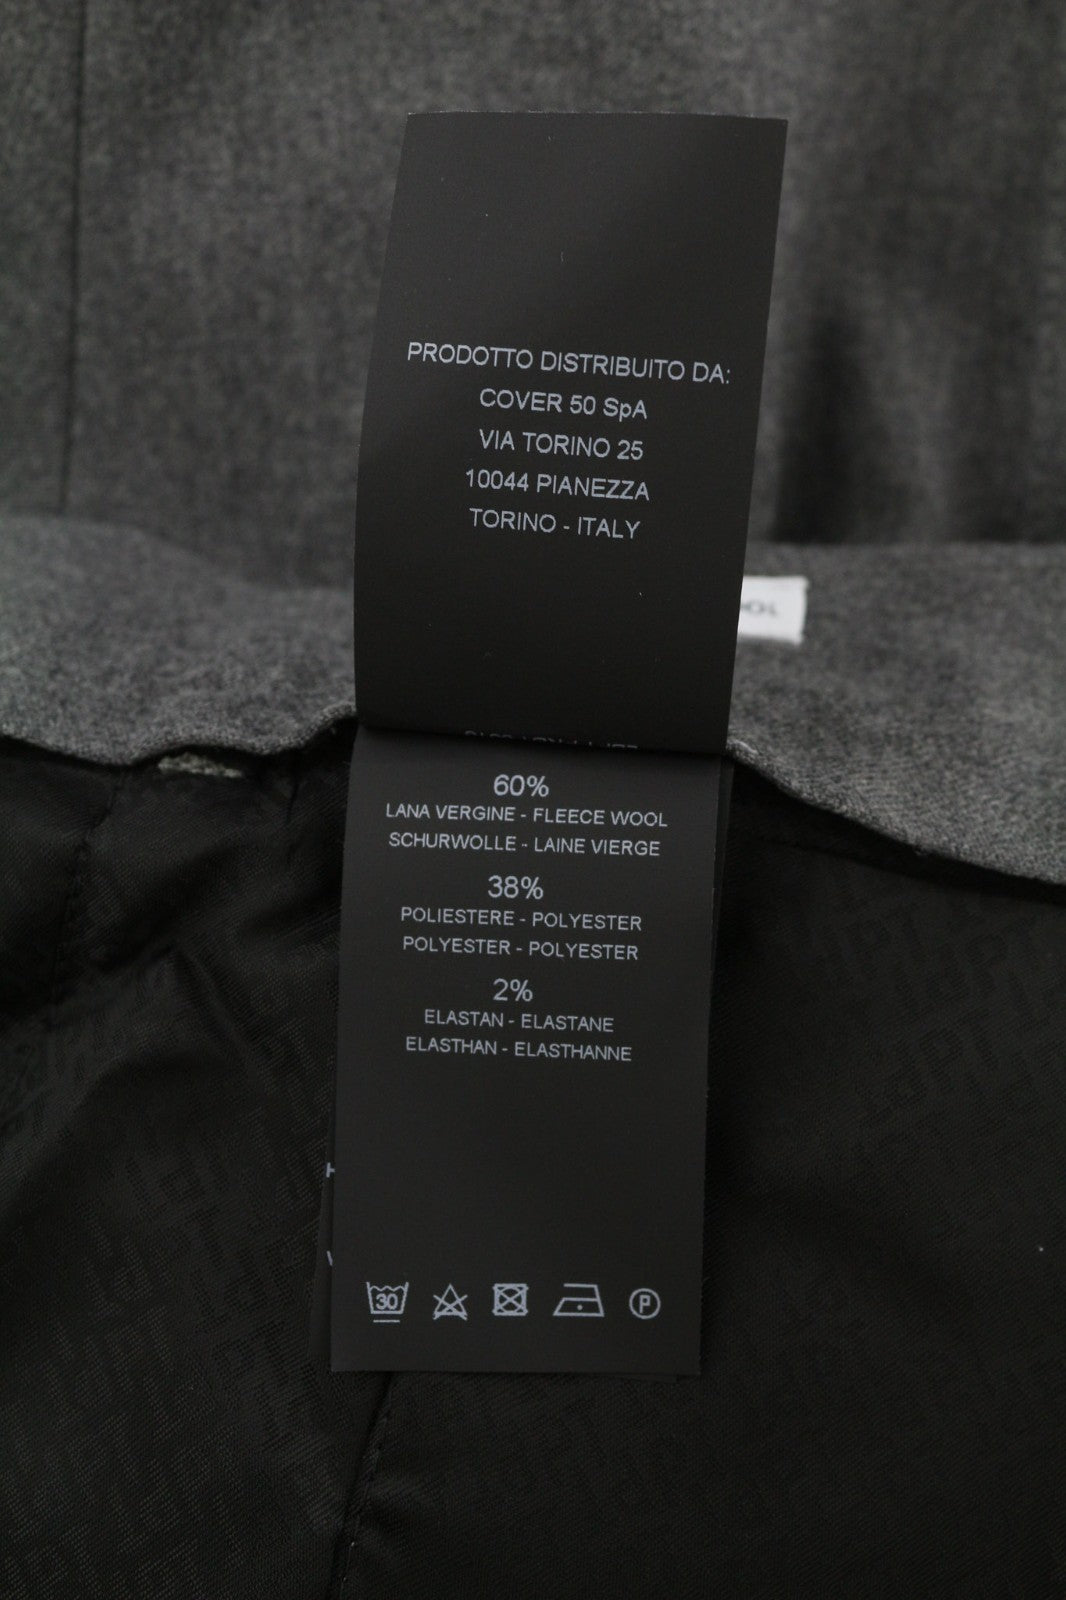 PRODOTTO DISTRIBUITO DA:
COVER 50 SpA
VIA TORINO 25
10044 PIANEZZA
TORINO - ITALY
60%
LANA VERGINE - FLEECE WOOL
SCHURWOLLE - LAINE VIERGE
38%
POLIESTERE - POLYESTER
POLYESTER - POLYESTER
2%
ELASTAN - ELASTANE
ELASTHAN - ELASTHANNE
30
P